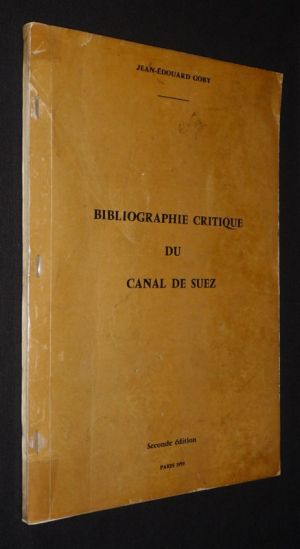 JEAN-ÉDOUARD GOBY
BIBLIOGRAPHIE CRITIQUE
DU
CANAL DE SUEZ
Seconde édition
PARIS